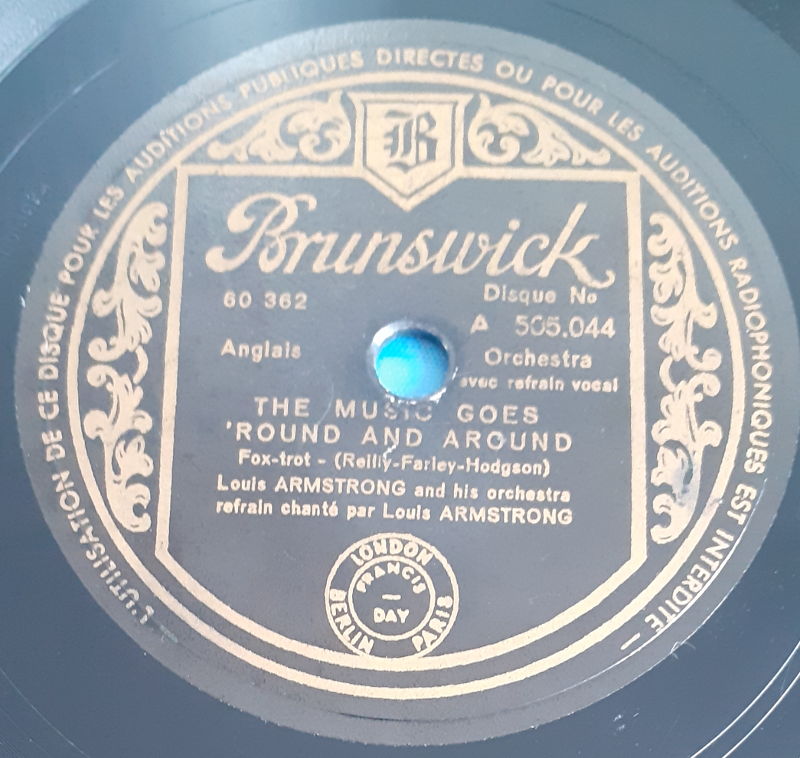 L'UTILISATION DE CE DISQUE POUR LES AUDITIONS PUBLIQUES DIRECTES OU POUR LES AUDITIONS RADIOPHONIQUES EST INTERDITE —
B
Brunswick
60 362
Disque No
A 505.044
Anglais
Orchestra
avec refrain vocal
THE MUSIC GOES
'ROUND AND AROUND
Fox-trot - (Reilly-Farley-Hodgson)
Louis ARMSTRONG and his orchestra
refrain chanté par Louis ARMSTRONG
LONDON
FRANCIS
—
DAY
BERLIN PARIS